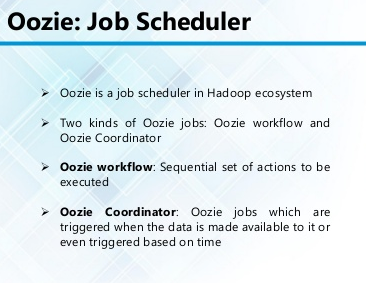 Oozie: Job Scheduler
➢ Oozie is a job scheduler in Hadoop ecosystem
➢ Two kinds of Oozie jobs: Oozie workflow and
Oozie Coordinator
➢ Oozie workflow: Sequential set of actions to be
executed
➢ Oozie Coordinator: Oozie jobs which are
triggered when the data is made available to it or
even triggered based on time